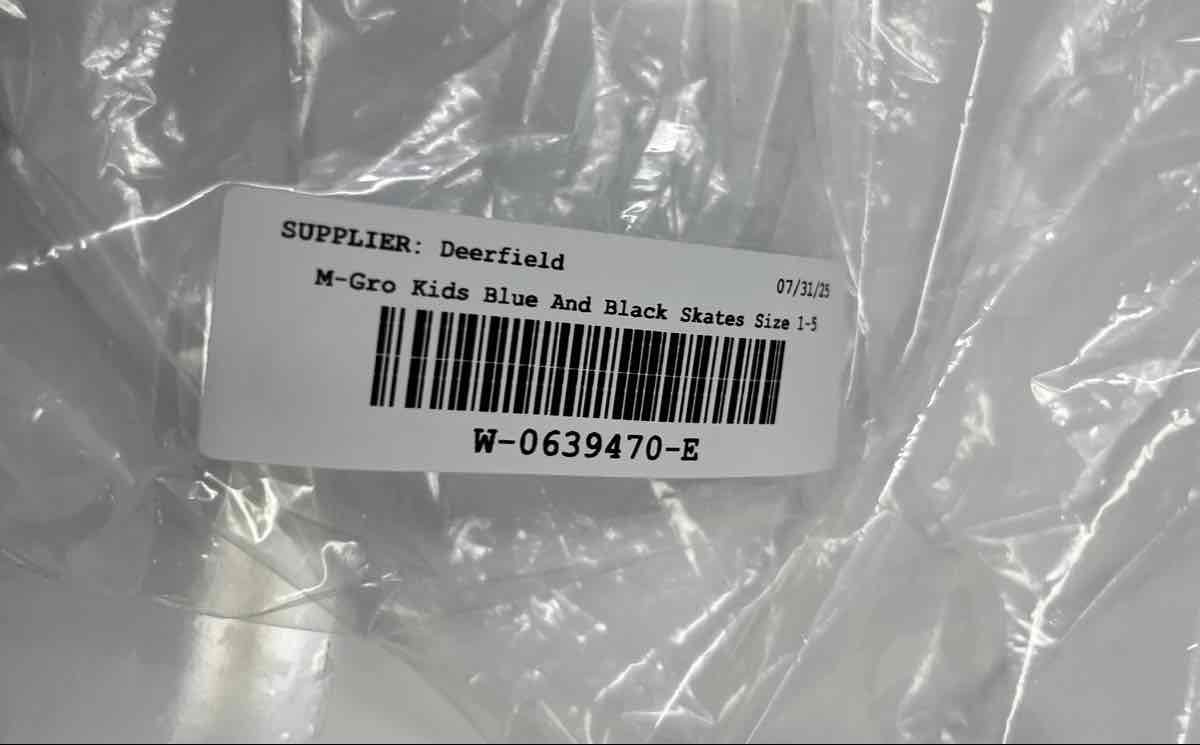 SUPPLIER: Deerfield
07/31/25
M-Gro Kids Blue And Black Skates Size 1-5
W-0639470-E